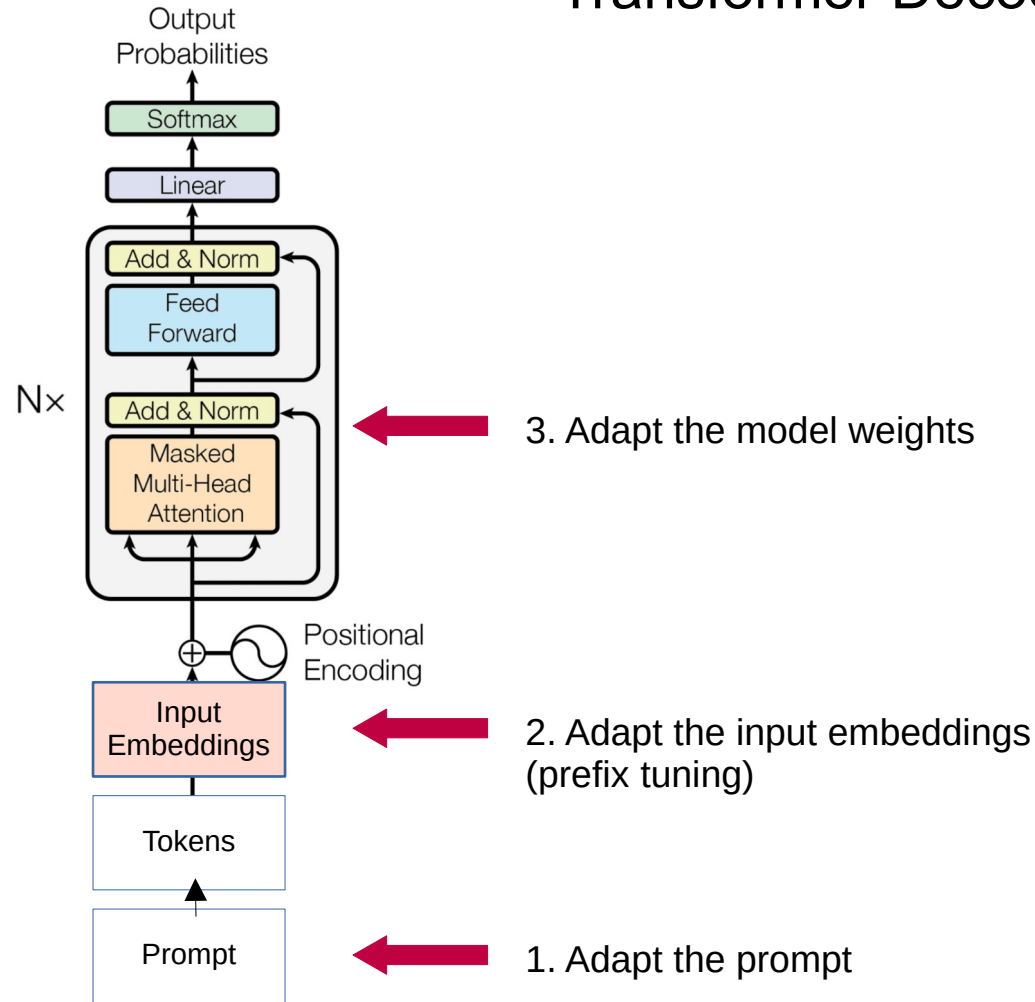 Output
Probabilities
Softmax
Linear
Add & Norm
Feed
Forward
N×
Add & Norm
Masked
Multi-Head
Attention
3. Adapt the model weights
Positional
Encoding
Input
Embeddings
2. Adapt the input embeddings
(prefix tuning)
Tokens
Prompt
1. Adapt the prompt